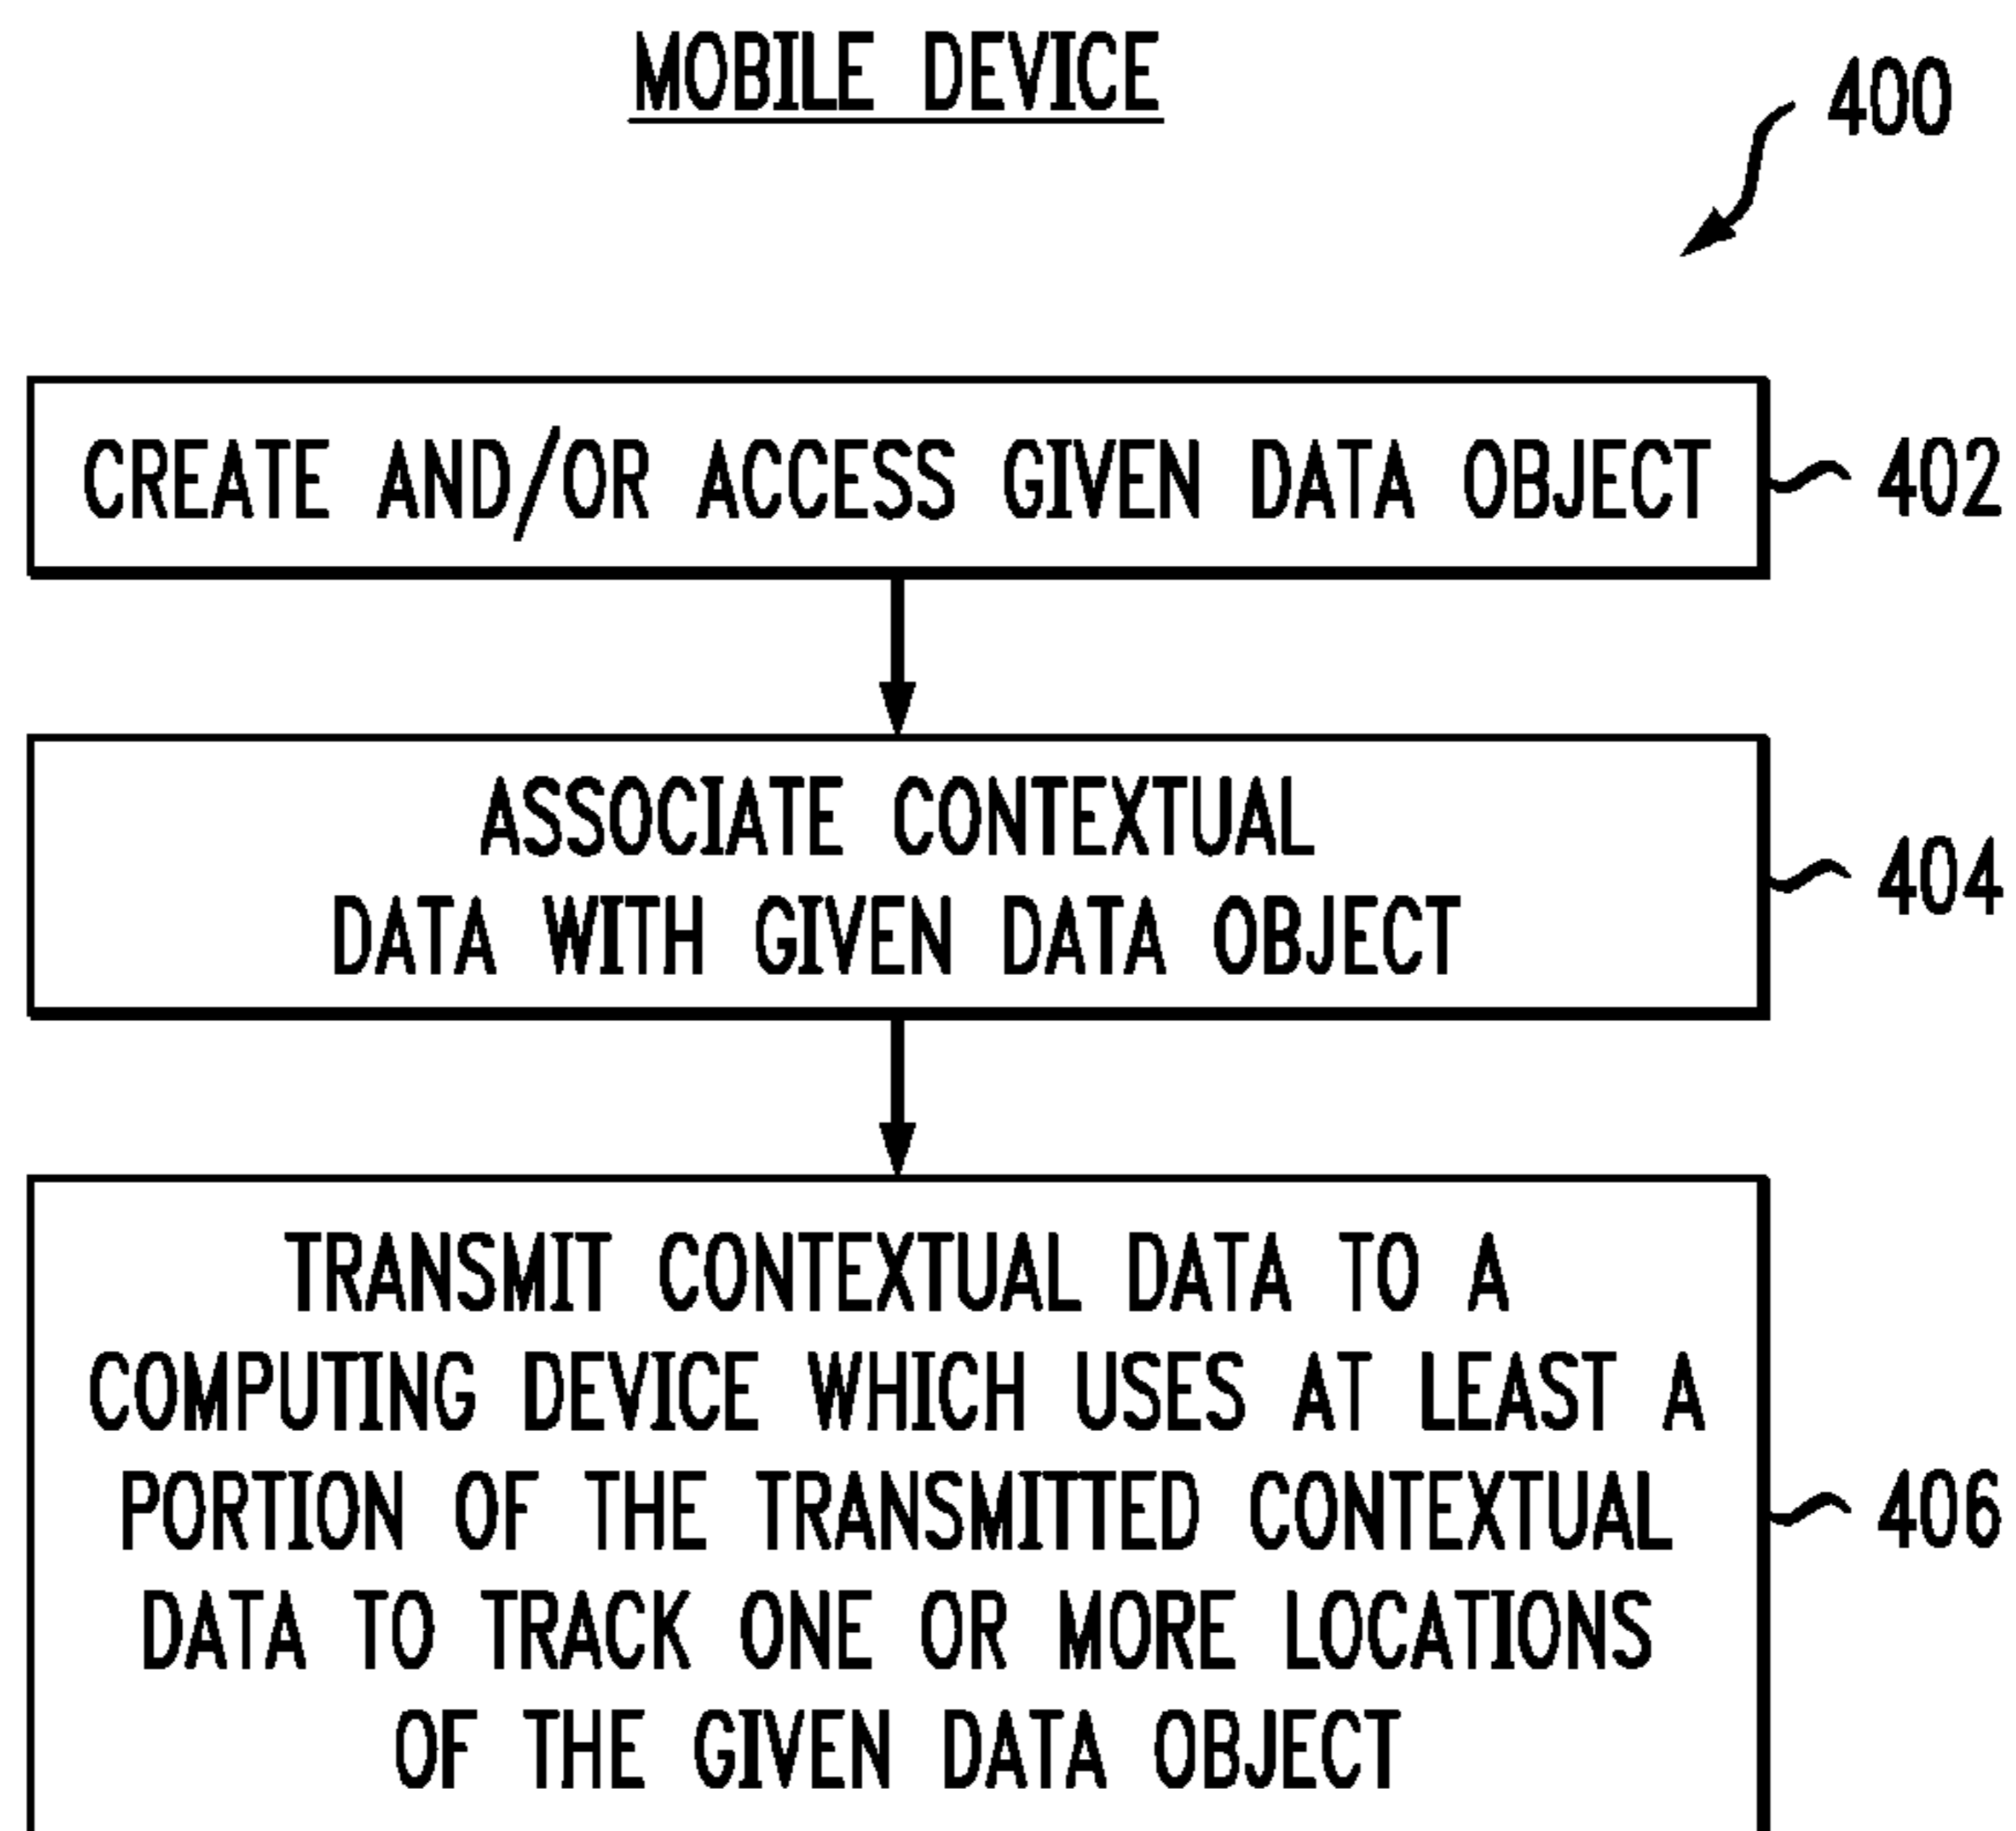 MOBILE DEVICE
400
CREATE AND/OR ACCESS GIVEN DATA OBJECT
402
ASSOCIATE CONTEXTUAL
DATA WITH GIVEN DATA OBJECT
404
TRANSMIT CONTEXTUAL DATA TO A
COMPUTING DEVICE WHICH USES AT LEAST A
PORTION OF THE TRANSMITTED CONTEXTUAL
DATA TO TRACK ONE OR MORE LOCATIONS
OF THE GIVEN DATA OBJECT
406